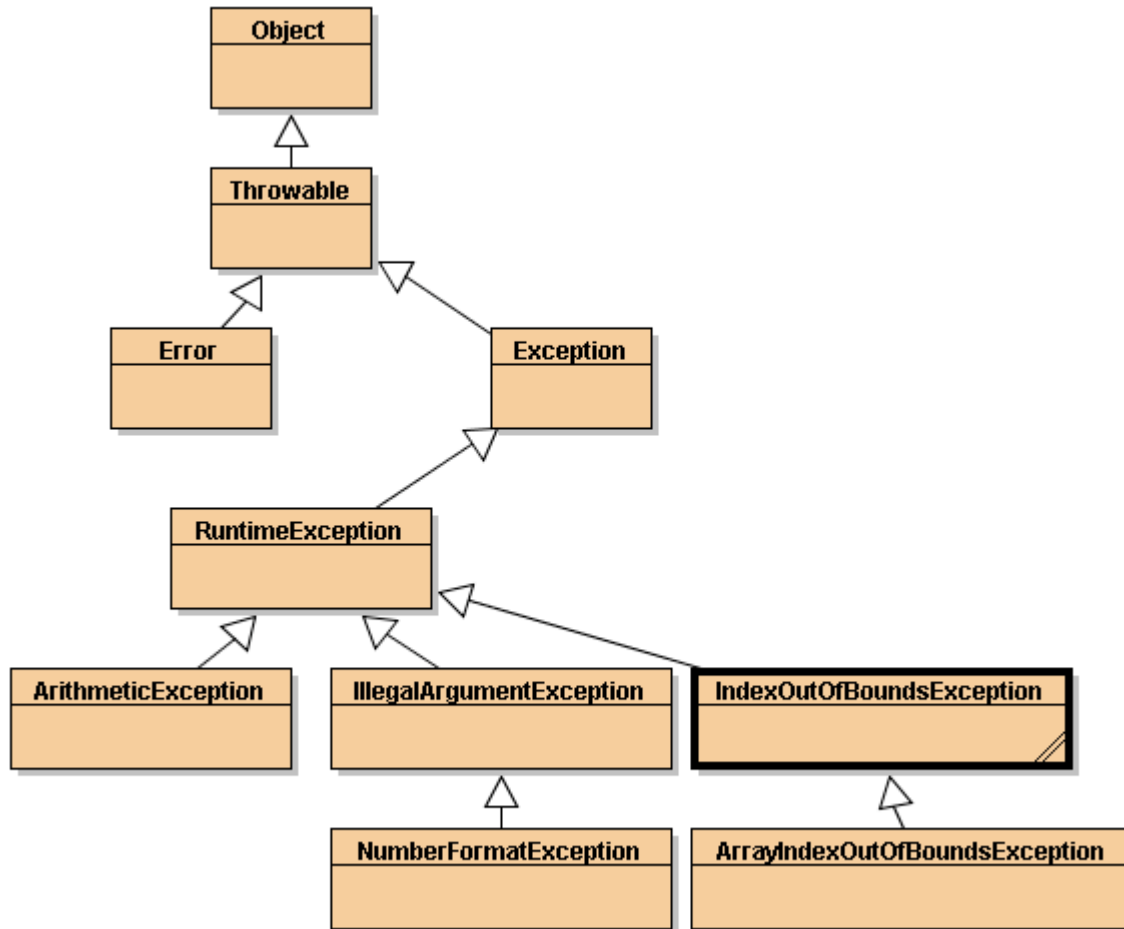 Object
Throwable
Error
Exception
RuntimeException
ArithmeticException
IllegalArgumentException
IndexOutOfBoundsException
NumberFormatException
ArrayIndexOutOfBoundsException